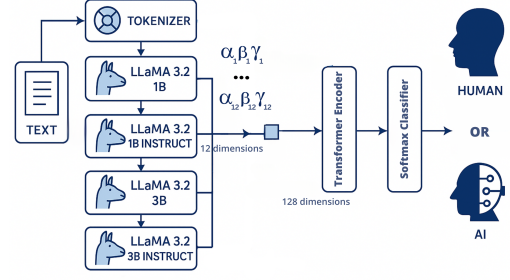 TOKENIZER
TEXT
LLaMA 3.2
1B
LLaMA 3.2
1B INSTRUCT
LLaMA 3.2
3B
LLaMA 3.2
3B INSTRUCT
α₁β₁γ₁
•••
α₁₂β₁₂γ₁₂
12 dimensions
Transformer Encoder
128 dimensions
Softmax Classifier
HUMAN
OR
AI